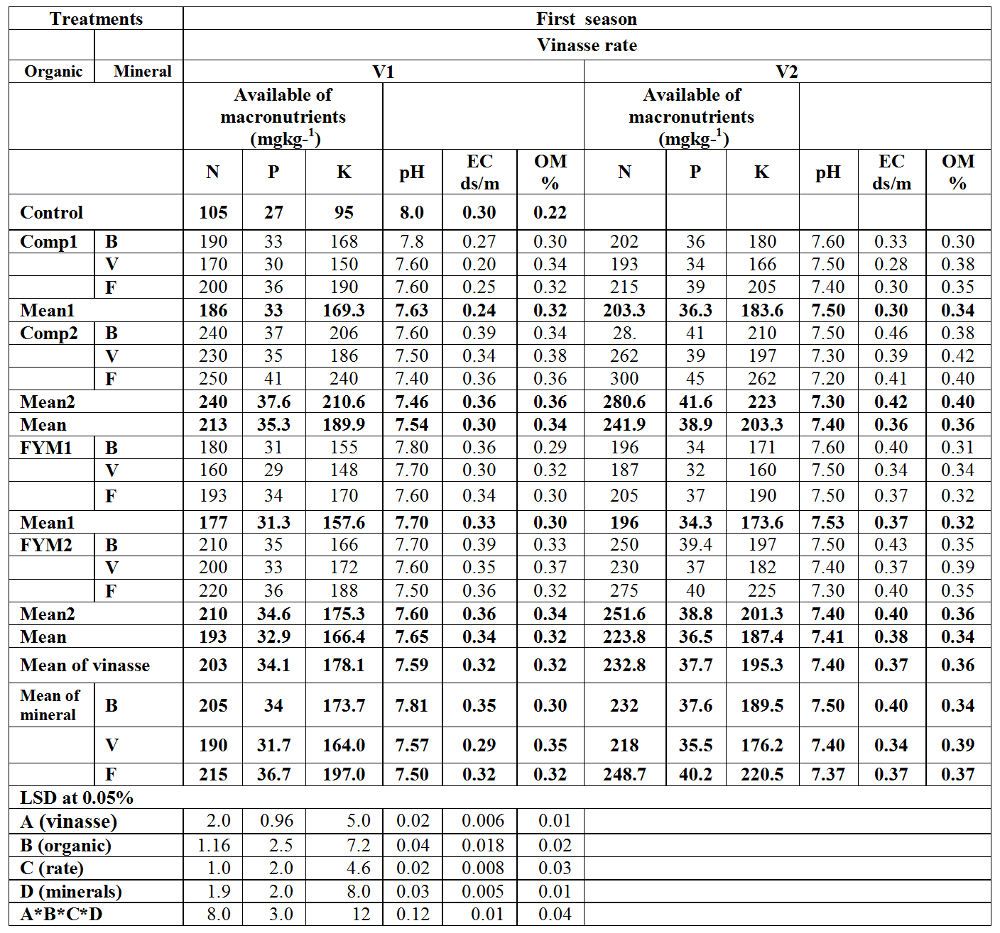 Treatments First season
Vinasse rate
Organic Mineral V1 V2
Available of macronutrients (mgkg-¹) Available of macronutrients (mgkg-¹)
N P K pH EC ds/m OM % N P K pH EC ds/m OM %
Control 105 27 95 8.0 0.30 0.22
Comp1 B 190 33 168 7.8 0.27 0.30 202 36 180 7.60 0.33 0.30
V 170 30 150 7.60 0.20 0.34 193 34 166 7.50 0.28 0.38
F 200 36 190 7.60 0.25 0.32 215 39 205 7.40 0.30 0.35
Mean1 186 33 169.3 7.63 0.24 0.32 203.3 36.3 183.6 7.50 0.30 0.34
Comp2 B 240 37 206 7.60 0.39 0.34 28. 41 210 7.50 0.46 0.38
V 230 35 186 7.50 0.34 0.38 262 39 197 7.30 0.39 0.42
F 250 41 240 7.40 0.36 0.36 300 45 262 7.20 0.41 0.40
Mean2 240 37.6 210.6 7.46 0.36 0.36 280.6 41.6 223 7.30 0.42 0.40
Mean 213 35.3 189.9 7.54 0.30 0.34 241.9 38.9 203.3 7.40 0.36 0.36
FYM1 B 180 31 155 7.80 0.36 0.29 196 34 171 7.60 0.40 0.31
V 160 29 148 7.70 0.30 0.32 187 32 160 7.50 0.34 0.34
F 193 34 170 7.60 0.34 0.30 205 37 190 7.50 0.37 0.32
Mean1 177 31.3 157.6 7.70 0.33 0.30 196 34.3 173.6 7.53 0.37 0.32
FYM2 B 210 35 166 7.70 0.39 0.33 250 39.4 197 7.50 0.43 0.35
V 200 33 172 7.60 0.35 0.37 230 37 182 7.40 0.37 0.39
F 220 36 188 7.50 0.36 0.32 275 40 225 7.30 0.40 0.35
Mean2 210 34.6 175.3 7.60 0.36 0.34 251.6 38.8 201.3 7.40 0.40 0.36
Mean 193 32.9 166.4 7.65 0.34 0.32 223.8 36.5 187.4 7.41 0.38 0.34
Mean of vinasse 203 34.1 178.1 7.59 0.32 0.32 232.8 37.7 195.3 7.40 0.37 0.36
Mean of mineral B 205 34 173.7 7.81 0.35 0.30 232 37.6 189.5 7.50 0.40 0.34
V 190 31.7 164.0 7.57 0.29 0.35 218 35.5 176.2 7.40 0.34 0.39
F 215 36.7 197.0 7.50 0.32 0.32 248.7 40.2 220.5 7.37 0.37 0.37
LSD at 0.05%
A (vinasse) 2.0 0.96 5.0 0.02 0.006 0.01
B (organic) 1.16 2.5 7.2 0.04 0.018 0.02
C (rate) 1.0 2.0 4.6 0.02 0.008 0.03
D (minerals) 1.9 2.0 8.0 0.03 0.005 0.01
A*B*C*D 8.0 3.0 12 0.12 0.01 0.04